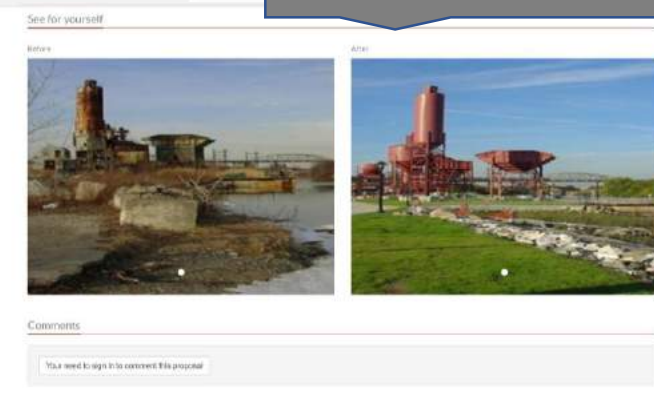 See for yourself
Before
After
Comments
Your need to sign in to comment this proposal